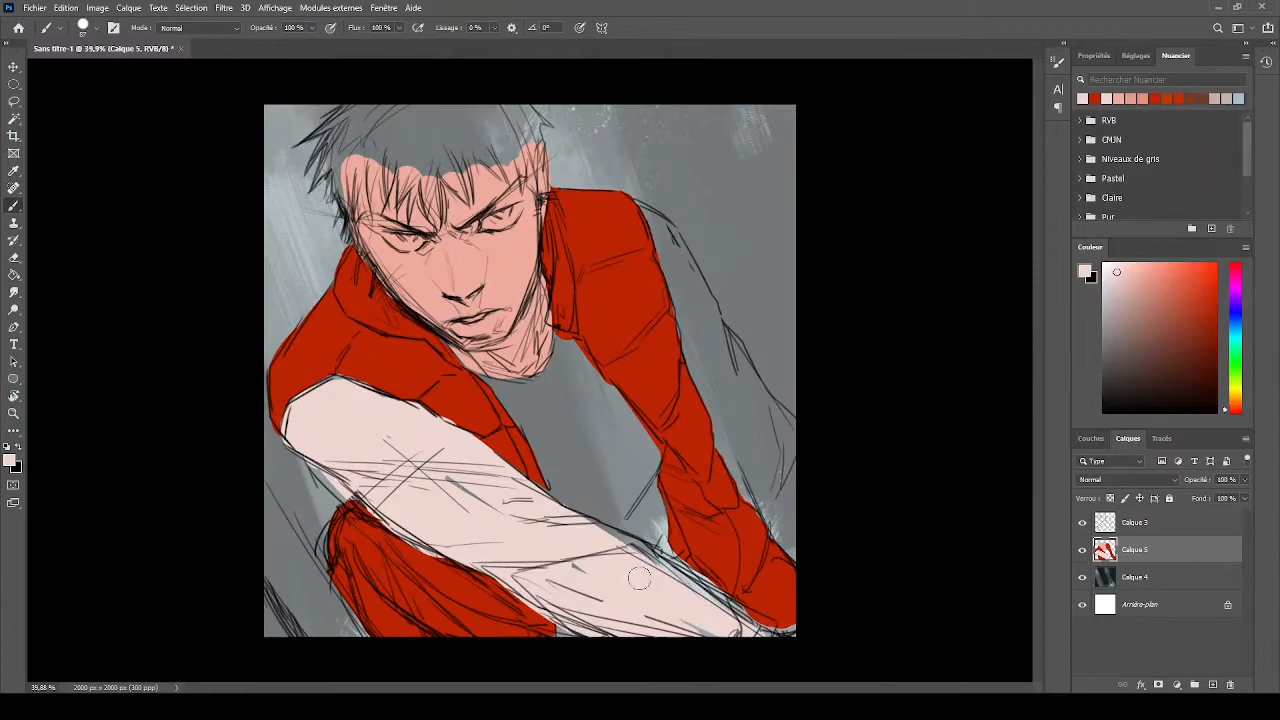 Ps Fichier Edition Image Calque Texte Sélection Filtre 3D Affichage Modules externes Fenêtre Aide
87 Mode : Normal Opacité : 100 % Flux : 100 % Lissage : 0 % 0°
Sans titre-1 @ 39,9% (Calque 5, RVB/8) * ×
Propriétés Réglages Nuancier
Rechercher Nuancier
RVB
CMJN
Niveaux de gris
Pastel
Claire
Pur
Couleur
Couches Calques Tracés
Type
Normal Opacité : 100 %
Verrou : Fond : 100 %
Calque 3
Calque 5
Calque 4
Arrière-plan
39,88 % 2000 px x 2000 px (300 ppp)